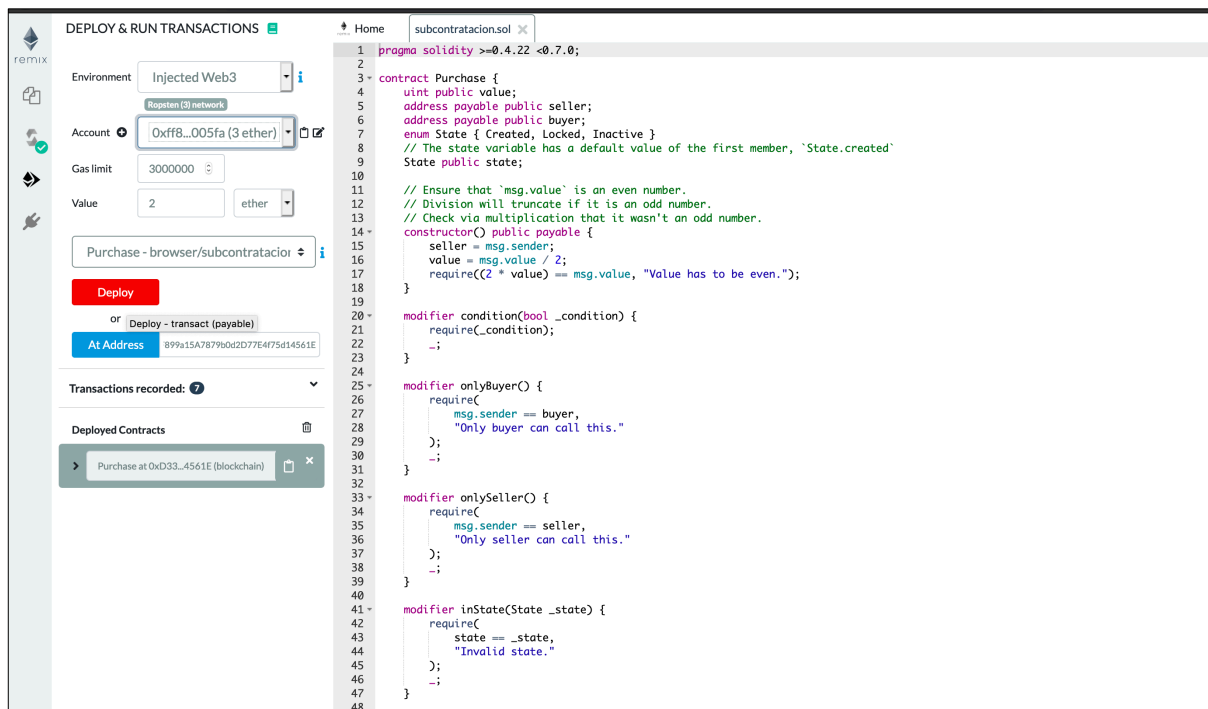 remix
DEPLOY & RUN TRANSACTIONS
Environment Injected Web3 i
Ropsten (3) network
Account 0xff8...005fa (3 ether)
Gas limit 3000000
Value 2 ether
Purchase - browser/subcontratacior i
Deploy
or
Deploy - transact (payable)
At Address 899a15A7879b0d2D77E4f75d14561E
Transactions recorded: 7
Deployed Contracts
Purchase at 0xD33...4561E (blockchain)
Home subcontratacion.sol
1 pragma solidity >=0.4.22 <0.7.0;
2
3 contract Purchase {
4 uint public value;
5 address payable public seller;
6 address payable public buyer;
7 enum State { Created, Locked, Inactive }
8 // The state variable has a default value of the first member, `State.created`
9 State public state;
10
11 // Ensure that `msg.value` is an even number.
12 // Division will truncate if it is an odd number.
13 // Check via multiplication that it wasn't an odd number.
14 constructor() public payable {
15 seller = msg.sender;
16 value = msg.value / 2;
17 require((2 * value) == msg.value, "Value has to be even.");
18 }
19
20 modifier condition(bool _condition) {
21 require(_condition);
22 _;
23 }
24
25 modifier onlyBuyer() {
26 require(
27 msg.sender == buyer,
28 "Only buyer can call this."
29 );
30 _;
31 }
32
33 modifier onlySeller() {
34 require(
35 msg.sender == seller,
36 "Only seller can call this."
37 );
38 _;
39 }
40
41 modifier inState(State _state) {
42 require(
43 state == _state,
44 "Invalid state."
45 );
46 _;
47 }
48